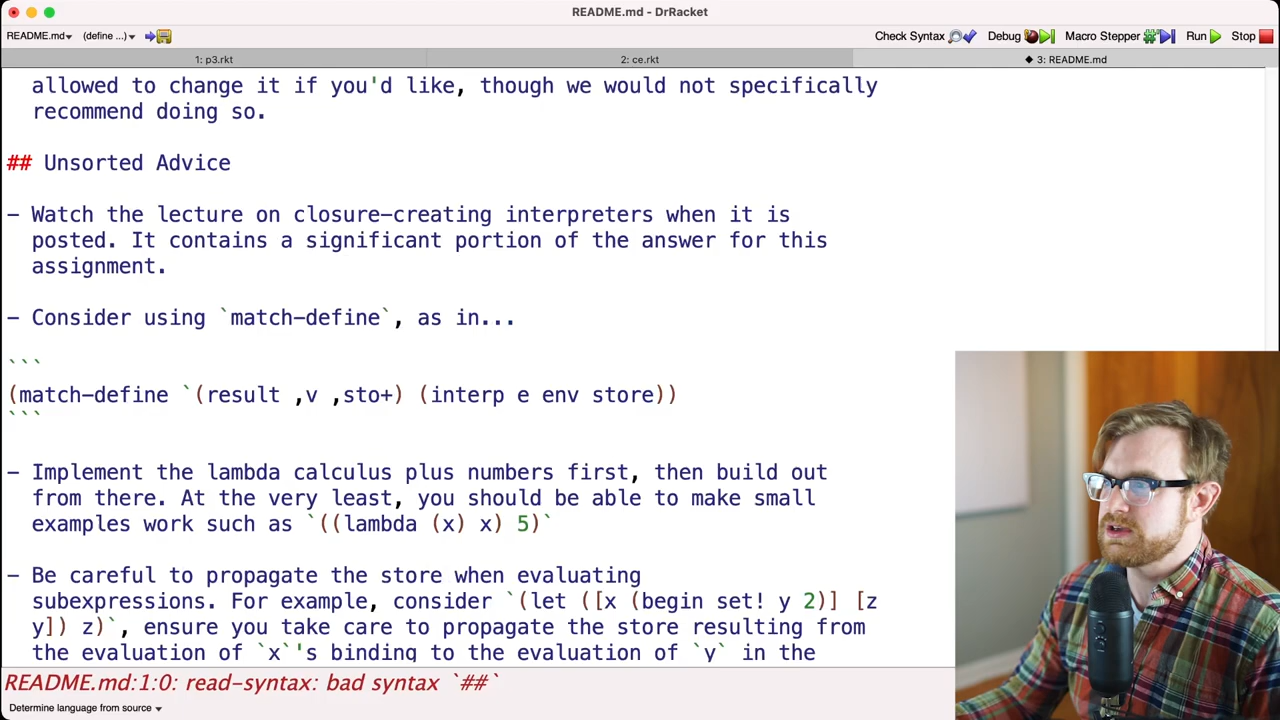 README.md - DrRacket
README.md▾ (define ...)▾ Check Syntax Debug Macro Stepper Run Stop
1: p3.rkt 2: ce.rkt ◆ 3: README.md
allowed to change it if you'd like, though we would not specifically
recommend doing so.
## Unsorted Advice
- Watch the lecture on closure-creating interpreters when it is
posted. It contains a significant portion of the answer for this
assignment.
- Consider using `match-define`, as in...
```
(match-define `(result ,v ,sto+) (interp e env store))
```
- Implement the lambda calculus plus numbers first, then build out
from there. At the very least, you should be able to make small
examples work such as `((lambda (x) x) 5)`
- Be careful to propagate the store when evaluating
subexpressions. For example, consider `(let ([x (begin set! y 2)] [z
y]) z)`, ensure you take care to propagate the store resulting from
the evaluation of `x`'s binding to the evaluation of `y` in the
README.md:1:0: read-syntax: bad syntax `##`
Determine language from source ▾